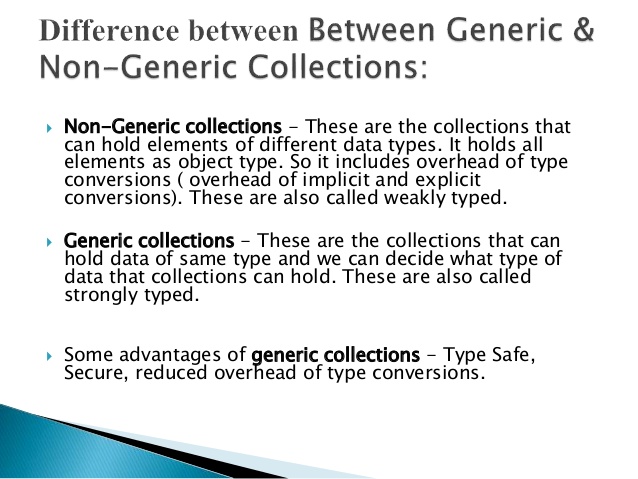 Difference between Between Generic &
Non-Generic Collections:
Non-Generic collections – These are the collections that
can hold elements of different data types. It holds all
elements as object type. So it includes overhead of type
conversions ( overhead of implicit and explicit
conversions). These are also called weakly typed.
Generic collections – These are the collections that can
hold data of same type and we can decide what type of
data that collections can hold. These are also called
strongly typed.
Some advantages of generic collections – Type Safe,
Secure, reduced overhead of type conversions.